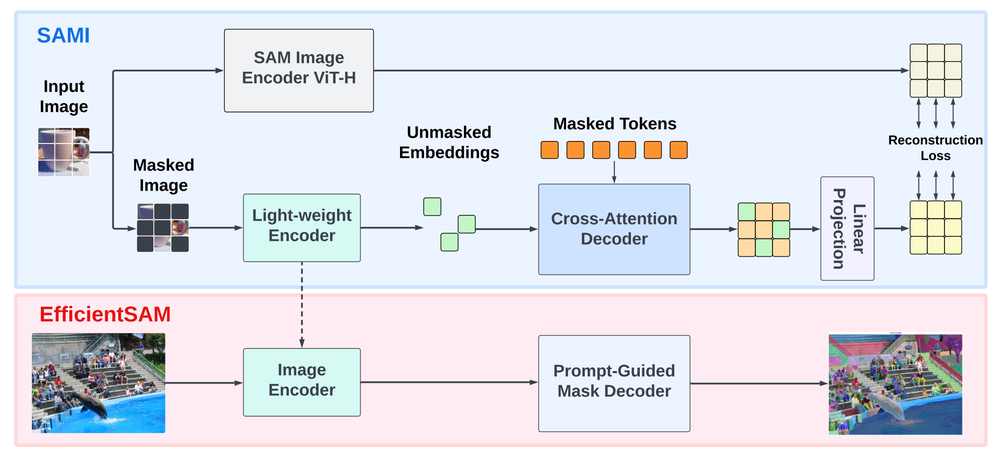 SAMI
SAM Image
Encoder ViT-H
Input
Image
Masked
Image
Light-weight
Encoder
Unmasked
Embeddings
Masked Tokens
Cross-Attention
Decoder
Linear
Projection
Reconstruction
Loss
EfficientSAM
Image
Encoder
Prompt-Guided
Mask Decoder